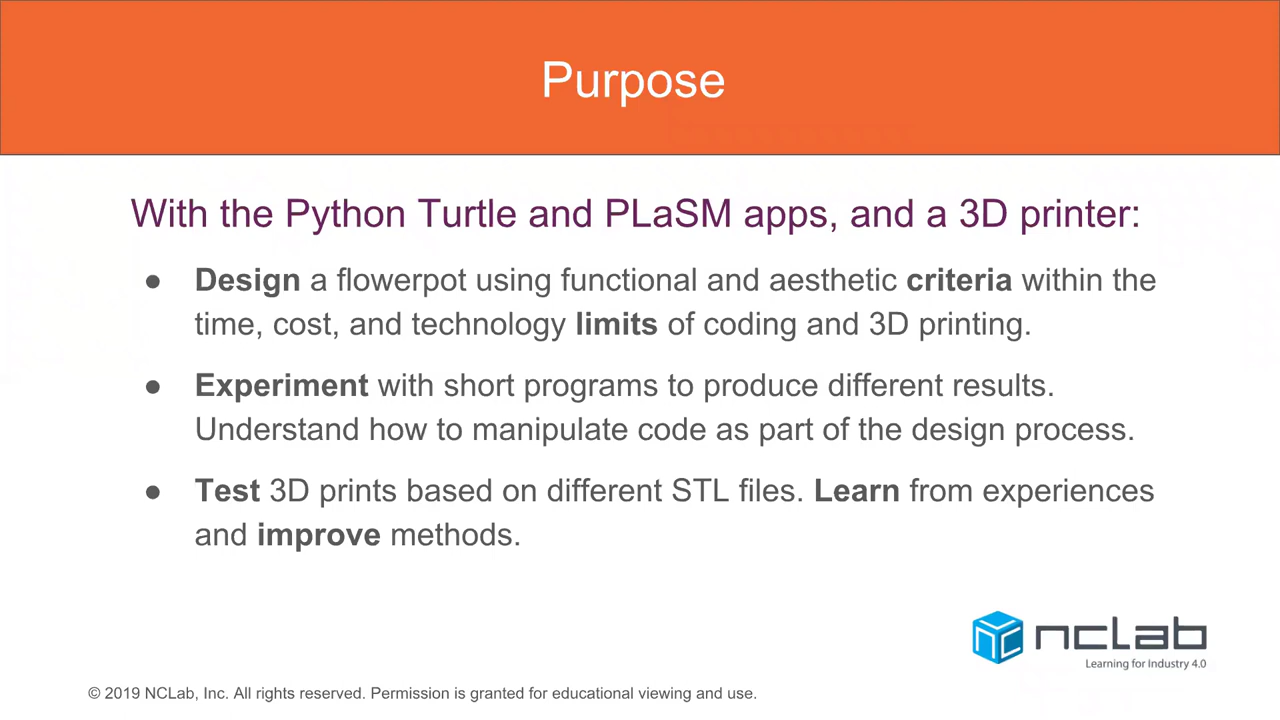 Purpose
With the Python Turtle and PLaSM apps, and a 3D printer:
● Design a flowerpot using functional and aesthetic criteria within the
time, cost, and technology limits of coding and 3D printing.
● Experiment with short programs to produce different results.
Understand how to manipulate code as part of the design process.
● Test 3D prints based on different STL files. Learn from experiences
and improve methods.
NC nclab
Learning for Industry 4.0
© 2019 NCLab, Inc. All rights reserved. Permission is granted for educational viewing and use.